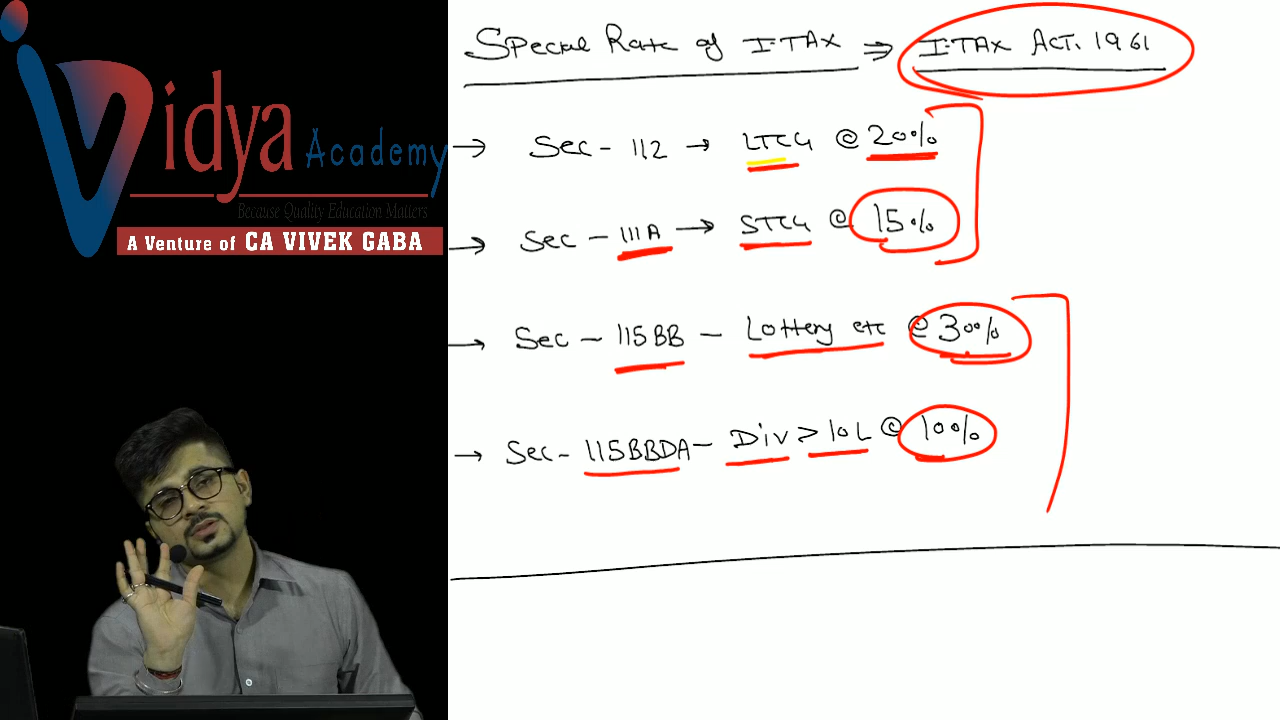 Vidya Academy
Because Quality Education Matters
A Venture of CA VIVEK GABA
Special Rate of I·TAX ⇒ I·TAX ACT. 1961
→ Sec - 112 → LTCG @ 20%
→ Sec - 111A → STCG @ 15%
→ Sec - 115BB - Lottery etc @ 30%
→ Sec - 115BBDA - Div > 10L @ 10%